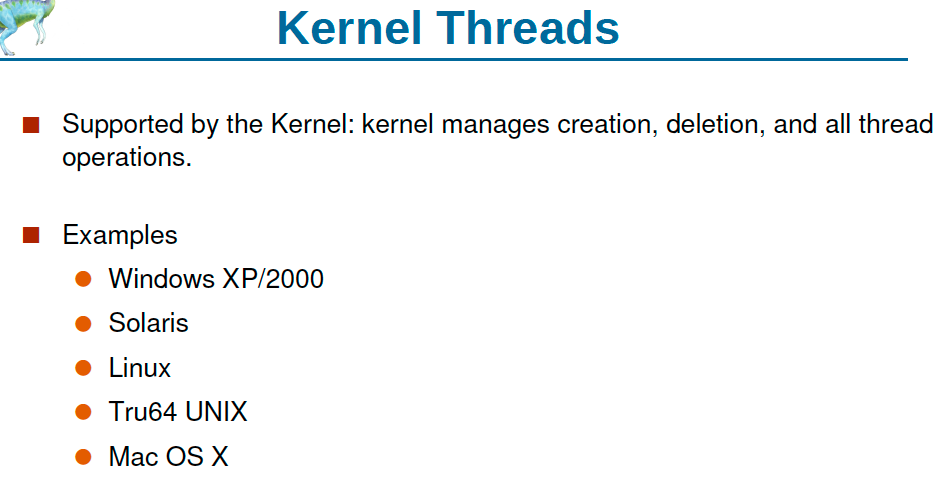 Kernel Threads
Supported by the Kernel: kernel manages creation, deletion, and all thread
operations.
Examples
Windows XP/2000
Solaris
Linux
Tru64 UNIX
Mac OS X